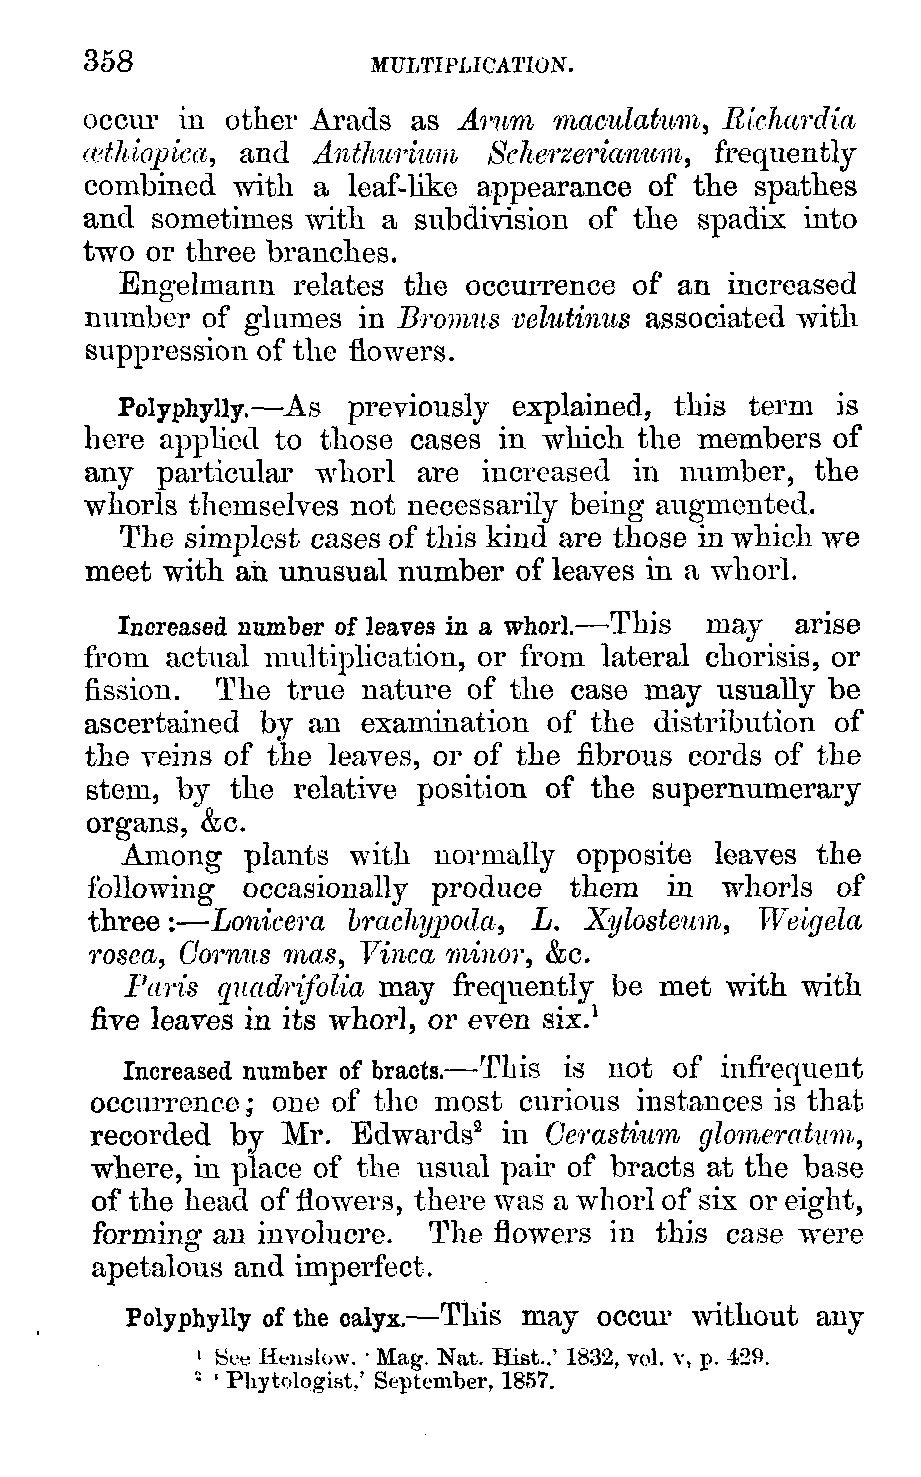 358 MULTIPLICATION.
occur in other Arads as Arum maculatum, Richardia
æthiopica, and Anthurium Scherzerianum, frequently
combined with a leaf-like appearance of the spathes
and sometimes with a subdivision of the spadix into
two or three branches.
Engelmann relates the occurrence of an increased
number of glumes in Bromus velutinus associated with
suppression of the flowers.
Polyphylly.—As previously explained, this term is
here applied to those cases in which the members of
any particular whorl are increased in number, the
whorls themselves not necessarily being augmented.
The simplest cases of this kind are those in which we
meet with an unusual number of leaves in a whorl.
Increased number of leaves in a whorl.—This may arise
from actual multiplication, or from lateral chorisis, or
fission. The true nature of the case may usually be
ascertained by an examination of the distribution of
the veins of the leaves, or of the fibrous cords of the
stem, by the relative position of the supernumerary
organs, &c.
Among plants with normally opposite leaves the
following occasionally produce them in whorls of
three :—Lonicera brachypoda, L. Xylosteum, Weigela
rosea, Cornus mas, Vinca minor, &c.
Paris quadrifolia may frequently be met with with
five leaves in its whorl, or even six.¹
Increased number of bracts.—This is not of infrequent
occurrence; one of the most curious instances is that
recorded by Mr. Edwards² in Cerastium glomeratum,
where, in place of the usual pair of bracts at the base
of the head of flowers, there was a whorl of six or eight,
forming an involucre. The flowers in this case were
apetalous and imperfect.
Polyphylly of the calyx.—This may occur without any
¹ See Henslow. ‘Mag. Nat. Hist..’ 1832, vol. v, p. 429.
² ‘Phytologist,’ September, 1857.